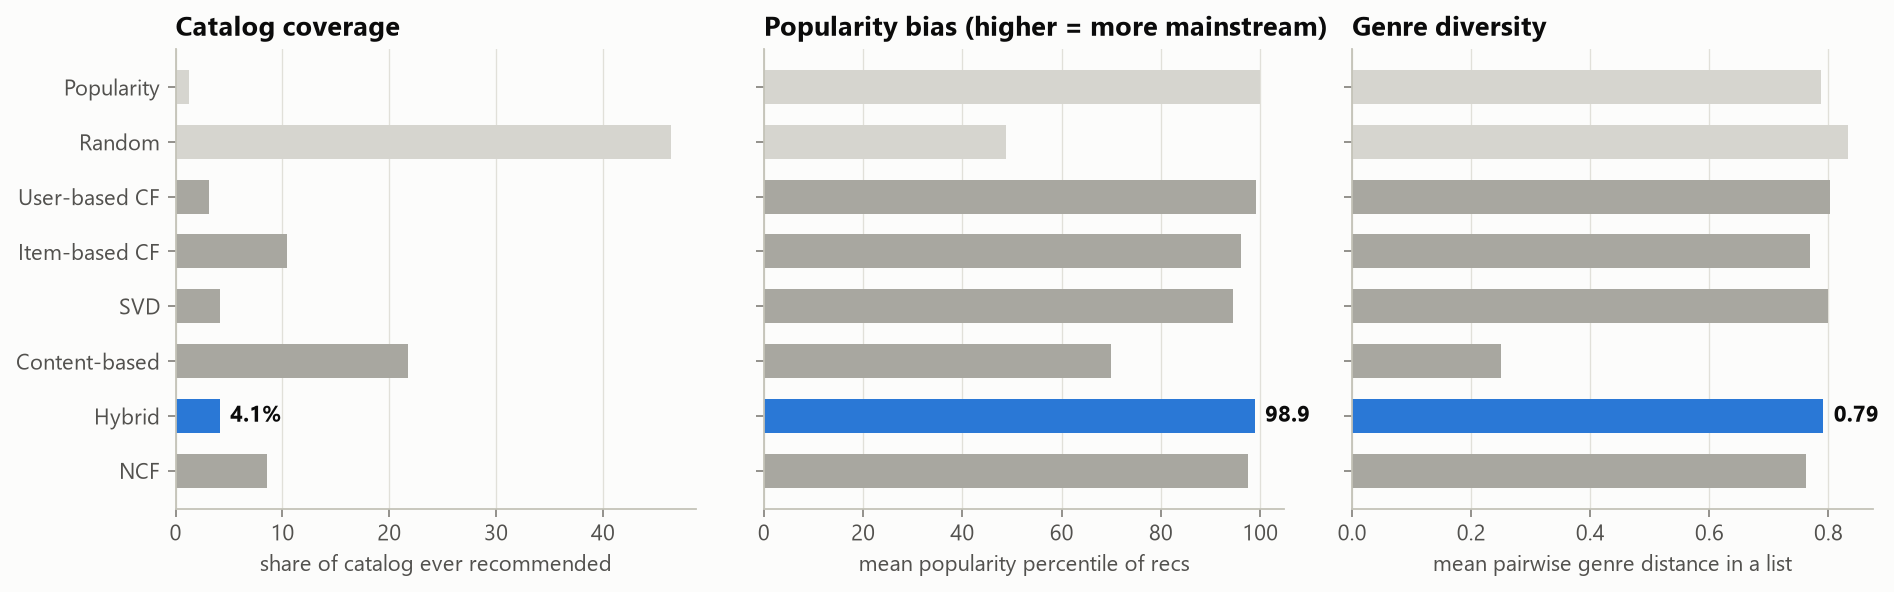 Catalog coverage
Popularity
Random
User-based CF
Item-based CF
SVD
Content-based
Hybrid
NCF
4.1%
0 10 20 30 40
share of catalog ever recommended
Popularity bias (higher = more mainstream)
98.9
0 20 40 60 80 100
mean popularity percentile of recs
Genre diversity
0.79
0.0 0.2 0.4 0.6 0.8
mean pairwise genre distance in a list